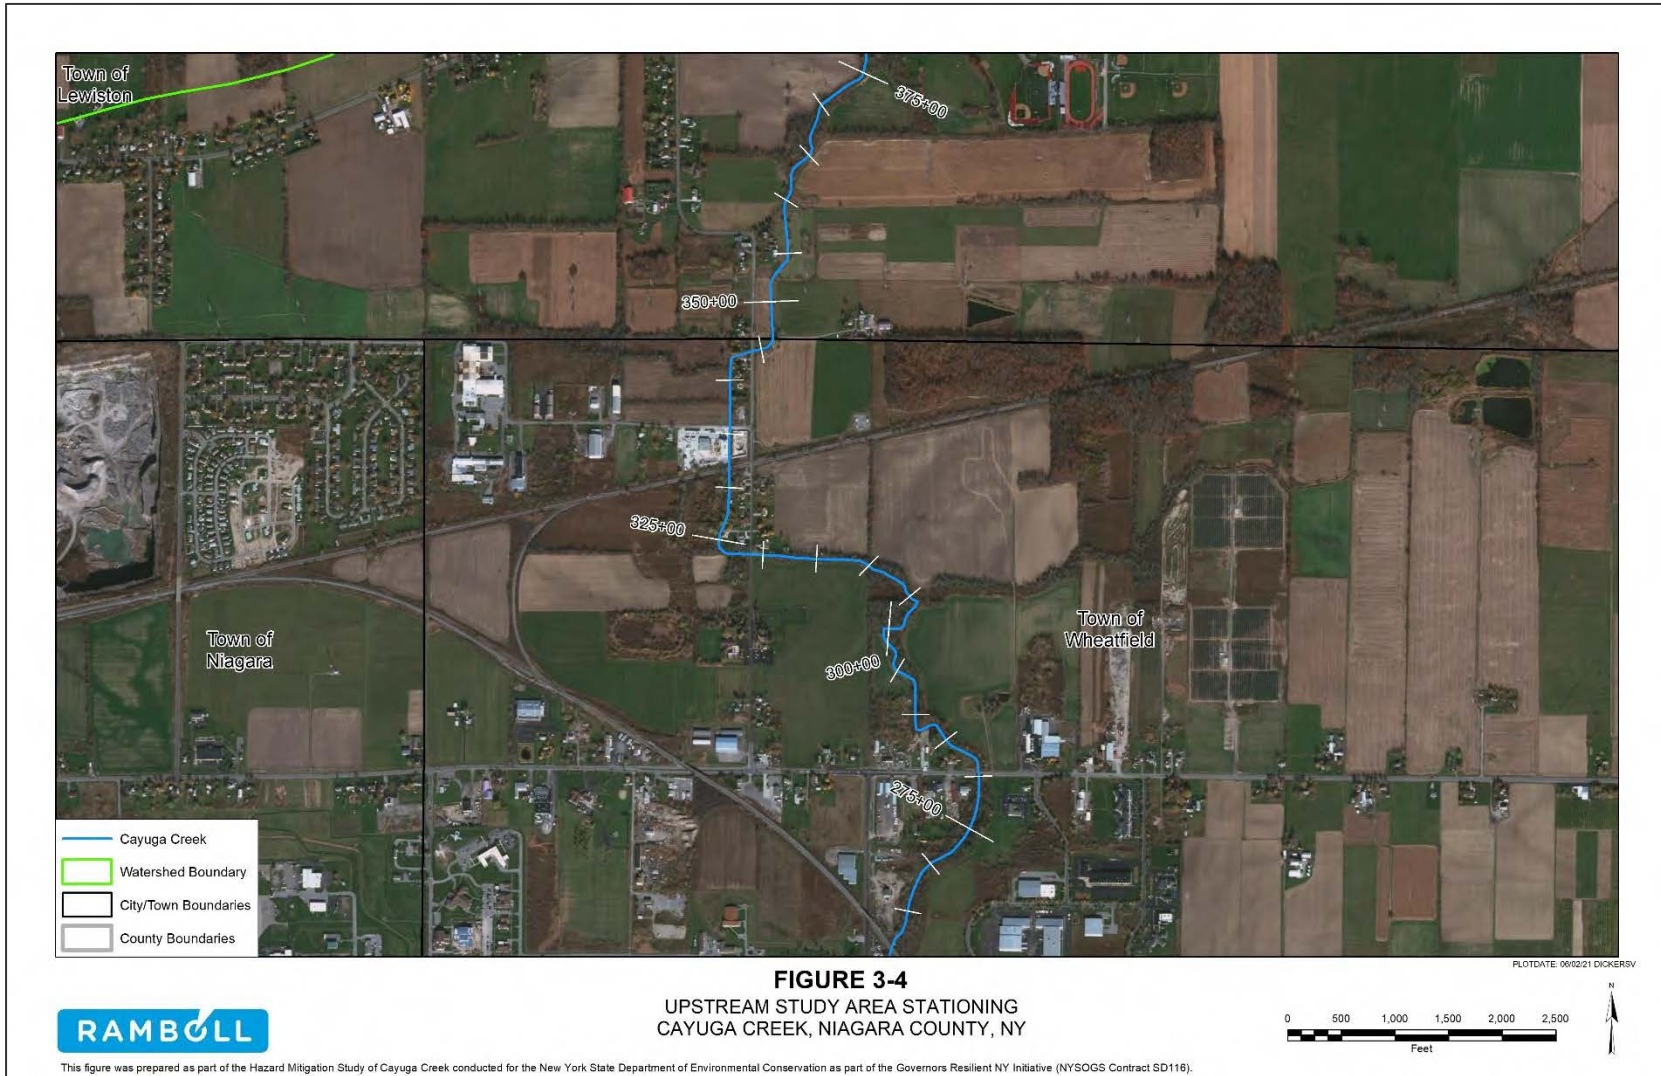 Town of
Lewiston
375+00
350+00
325+00
Town of
Niagara
Town of
Wheatfield
300+00
275+00
Cayuga Creek
Watershed Boundary
City/Town Boundaries
County Boundaries
PLOTDATE: 06/02/21 DICKERSV
FIGURE 3-4
UPSTREAM STUDY AREA STATIONING
CAYUGA CREEK, NIAGARA COUNTY, NY
RAMBOLL
N
0 500 1,000 1,500 2,000 2,500
Feet
This figure was prepared as part of the Hazard Mitigation Study of Cayuga Creek conducted for the New York State Department of Environmental Conservation as part of the Governors Resilient NY Initiative (NYSOGS Contract SD116).